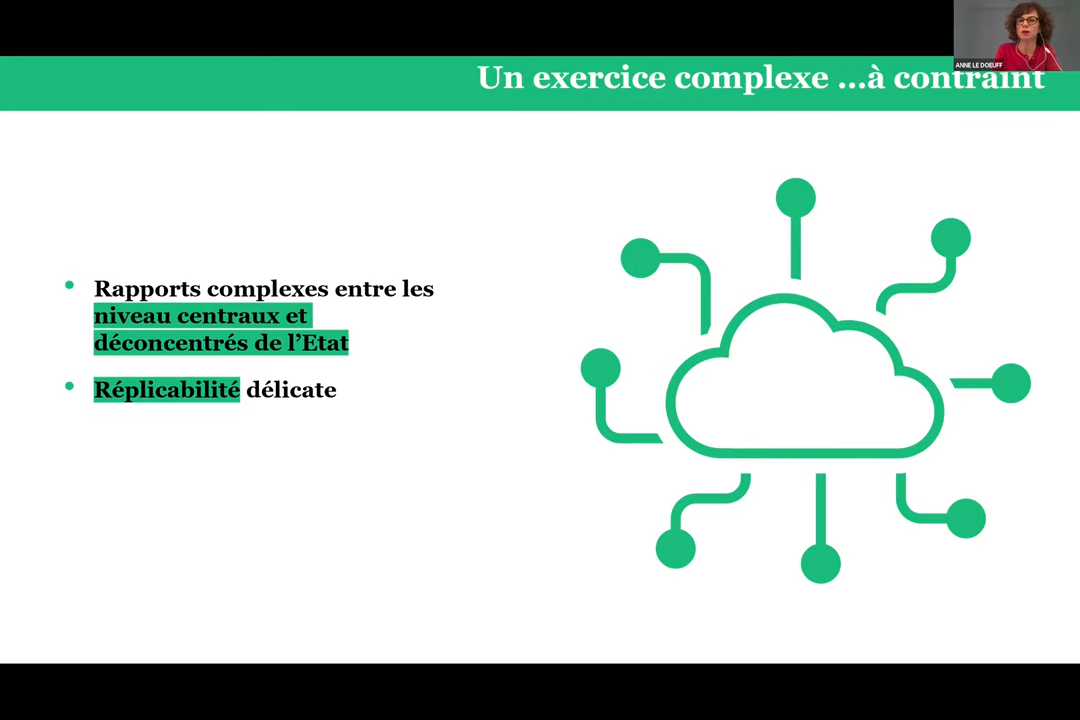 ANNE LE DOEUFF
Un exercice complexe ...à contraint
Rapports complexes entre les
niveau centraux et
déconcentrés de l’Etat
Réplicabilité délicate